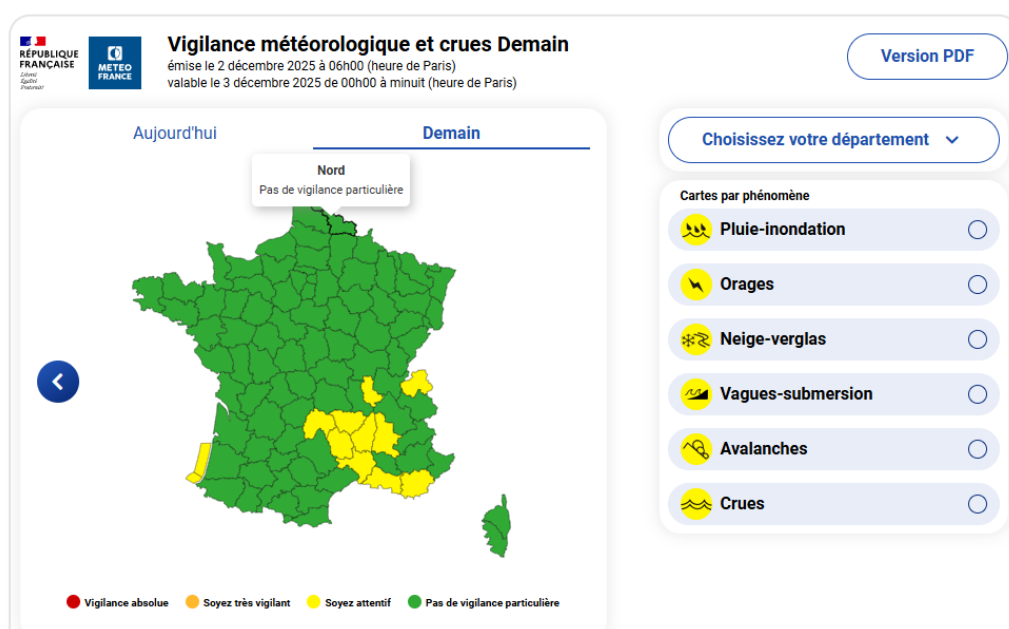 RÉPUBLIQUE
FRANÇAISE
Liberté
Égalité
Fraternité
METEO
FRANCE
Vigilance météorologique et crues Demain
émise le 2 décembre 2025 à 06h00 (heure de Paris)
valable le 3 décembre 2025 de 00h00 à minuit (heure de Paris)
Version PDF
Aujourd'hui
Demain
Nord
Pas de vigilance particulière
Vigilance absolue
Soyez très vigilant
Soyez attentif
Pas de vigilance particulière
Choisissez votre département
Cartes par phénomène
Pluie-inondation
Orages
Neige-verglas
Vagues-submersion
Avalanches
Crues